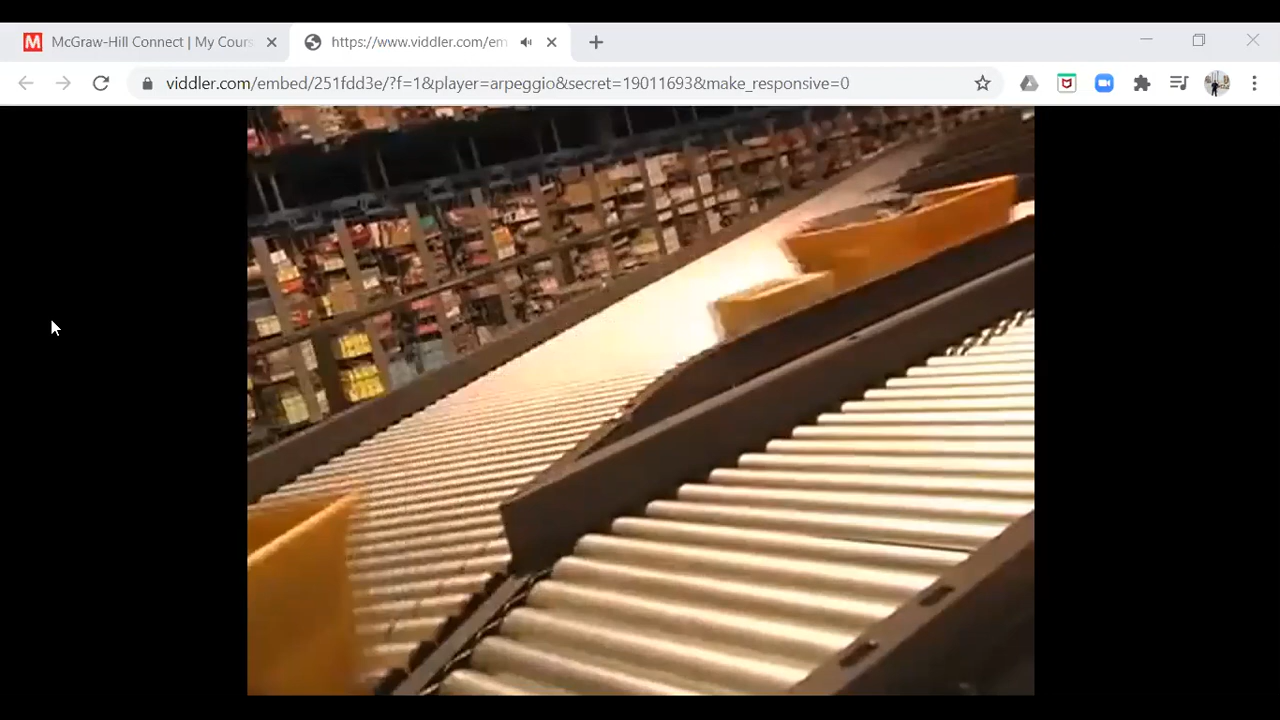 M McGraw-Hill Connect | My Cours
https://www.viddler.com/em
viddler.com/embed/251fdd3e/?f=1&player=arpeggio&secret=19011693&make_responsive=0